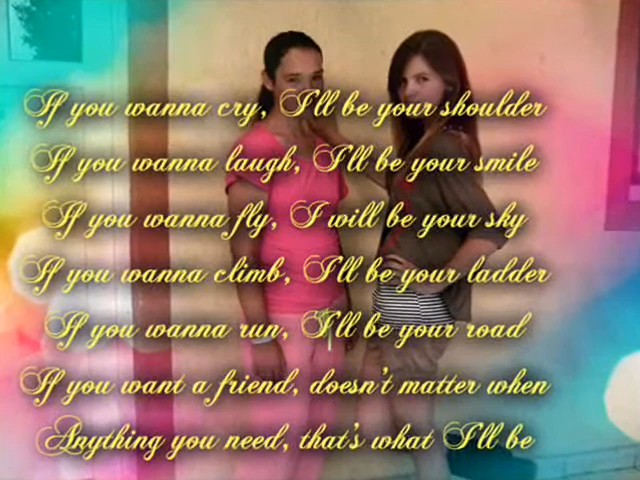 If you wanna cry, I'll be your shoulder
If you wanna laugh, I'll be your smile
If you wanna fly, I will be your sky
If you wanna climb, I'll be your ladder
If you wanna run, I'll be your road
If you want a friend, doesn't matter when
Anything you need, that's what I'll be